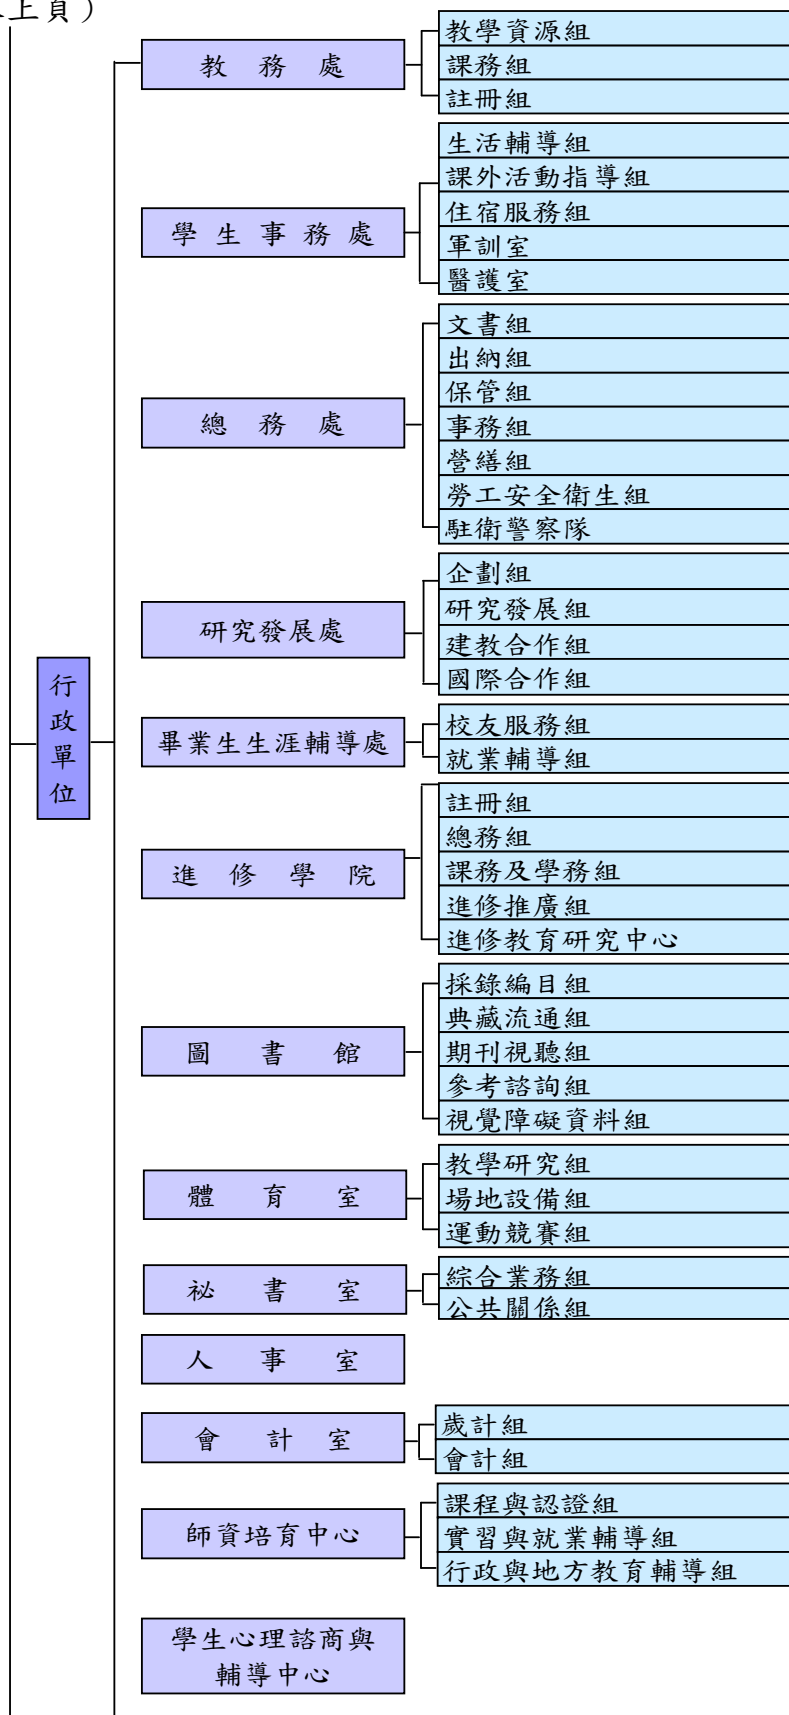 上頁）
教務處
教學資源組
課務組
註冊組
學生事務處
生活輔導組
課外活動指導組
住宿服務組
軍訓室
醫護室
總務處
文書組
出納組
保管組
事務組
營繕組
勞工安全衛生組
駐衛警察隊
研究發展處
企劃組
研究發展組
建教合作組
國際合作組
行政單位
畢業生生涯輔導處
校友服務組
就業輔導組
進修學院
註冊組
總務組
課務及學務組
進修推廣組
進修教育研究中心
圖書館
採錄編目組
典藏流通組
期刊視聽組
參考諮詢組
視覺障礙資料組
體育室
教學研究組
場地設備組
運動競賽組
祕書室
綜合業務組
公共關係組
人事室
會計室
歲計組
會計組
師資培育中心
課程與認證組
實習與就業輔導組
行政與地方教育輔導組
學生心理諮商與
輔導中心